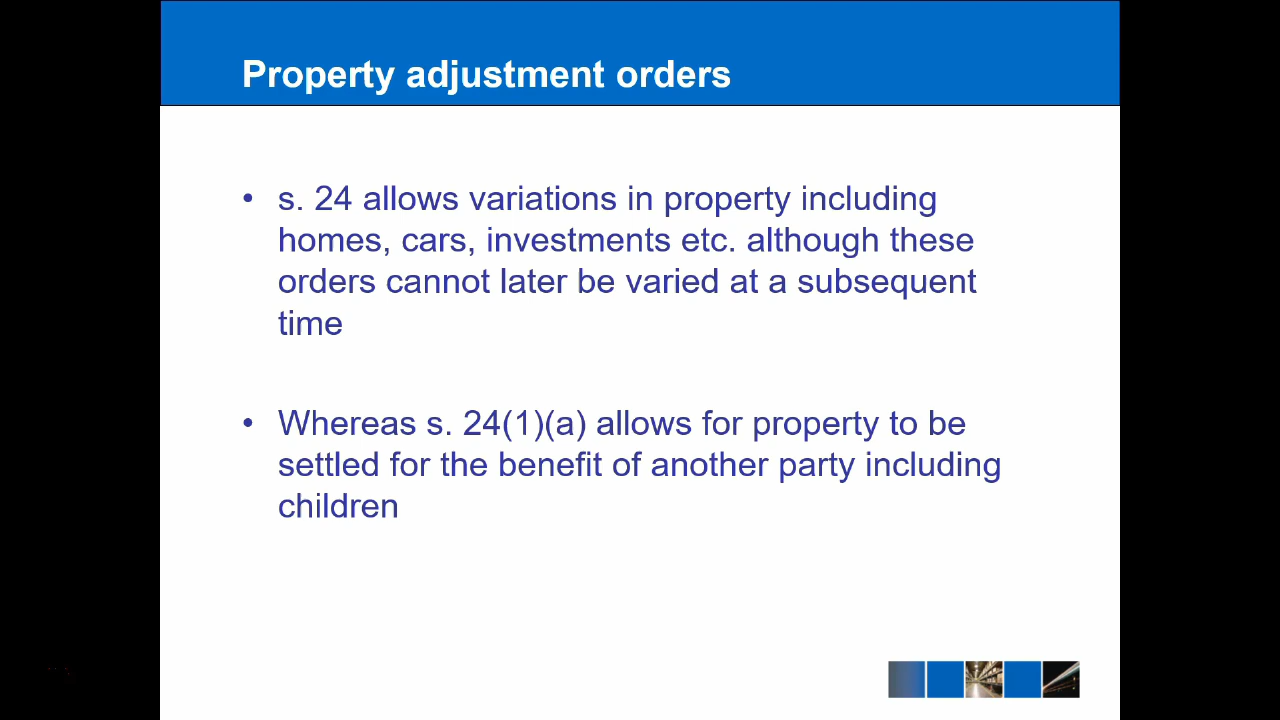 Property adjustment orders
• s. 24 allows variations in property including
homes, cars, investments etc. although these
orders cannot later be varied at a subsequent
time
• Whereas s. 24(1)(a) allows for property to be
settled for the benefit of another party including
children